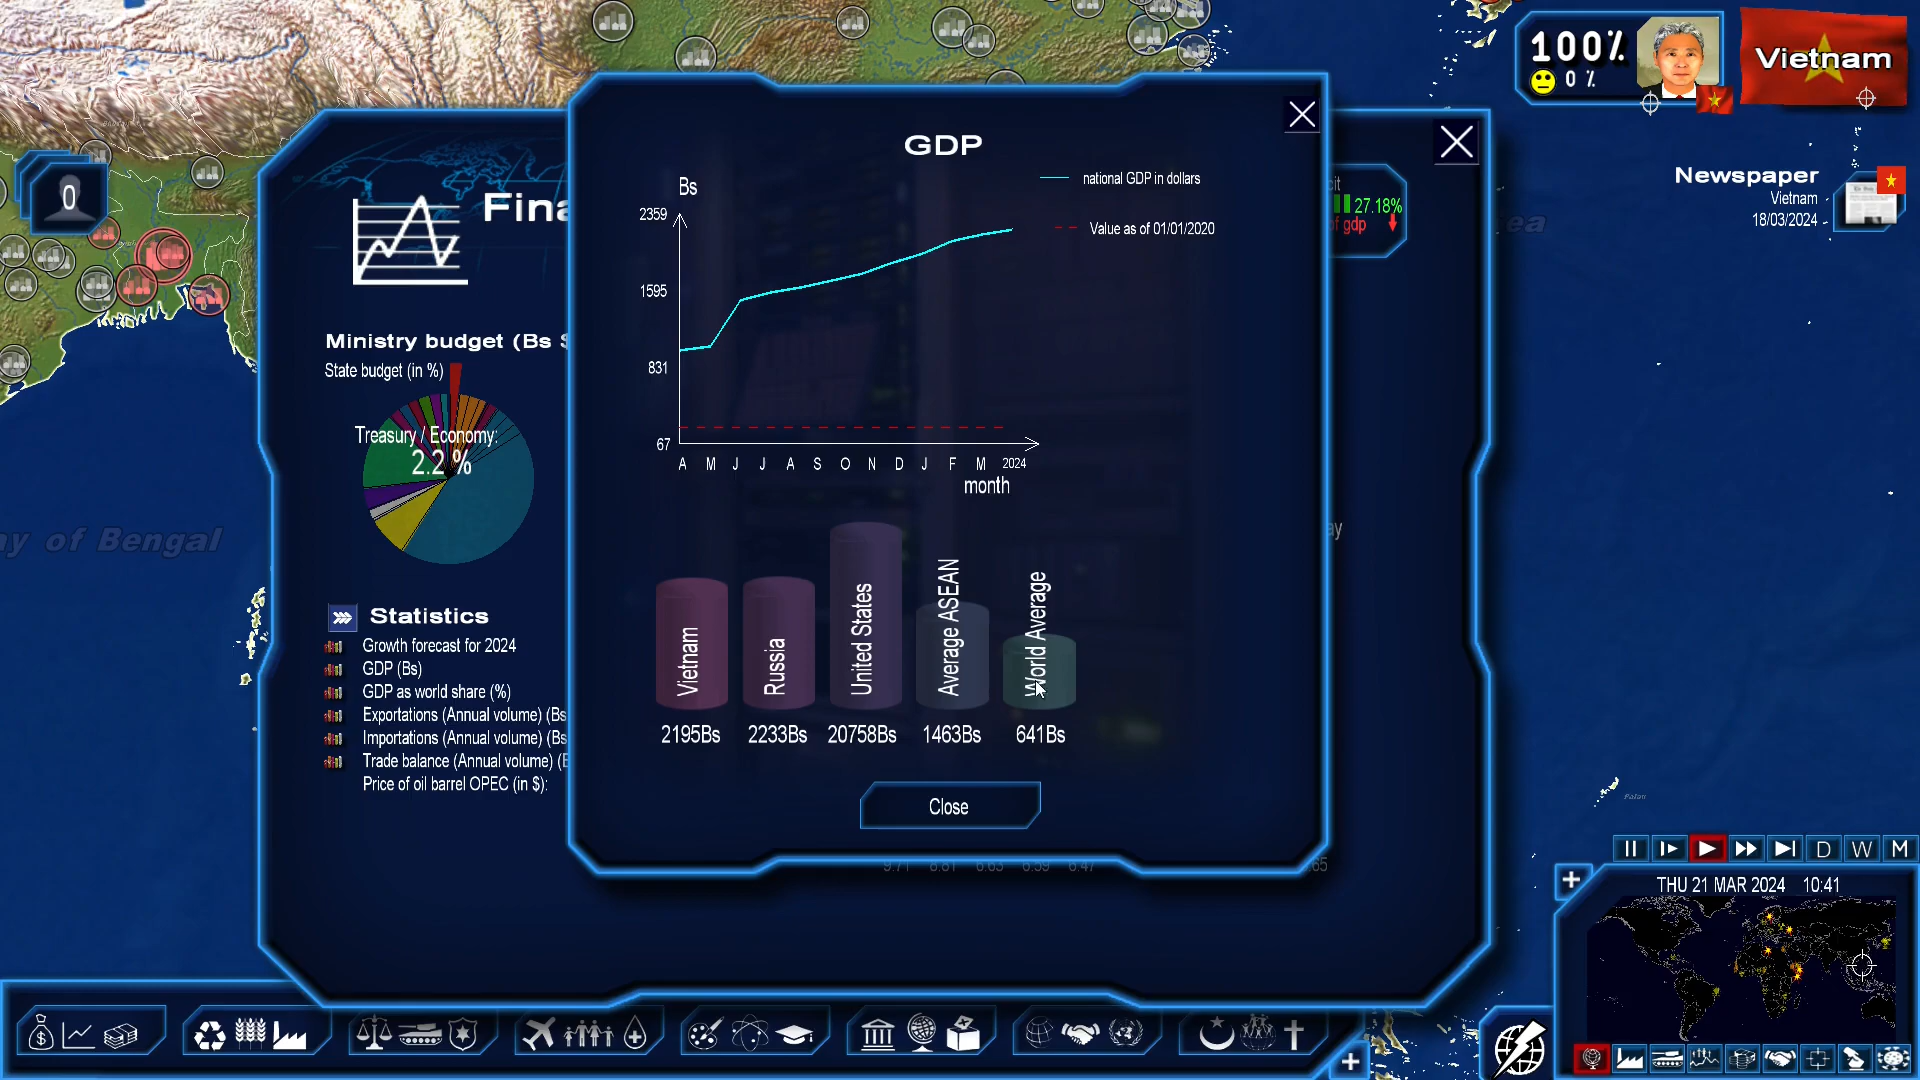 100%
0 %
Vietnam
GDP
Bs
2359
1595
831
67
national GDP in dollars
Value as of 01/01/2020
A M J J A S O N D J F M 2024
month
Vietnam
Russia
United States
Average ASEAN
World Average
2195Bs 2233Bs 20758Bs 1463Bs 641Bs
Close
0
Ministry budget (Bs $
State budget (in %)
Treasury / Economy:
2.2 %
Statistics
Growth forecast for 2024
GDP (Bs)
GDP as world share (%)
Exportations (Annual volume) (Bs
Importations (Annual volume) (Bs
Trade balance (Annual volume) (B
Price of oil barrel OPEC (in $):
27.18%
of gdp
Newspaper
Vietnam
18/03/2024
of Bengal
Palau
D W M
THU 21 MAR 2024 10:41